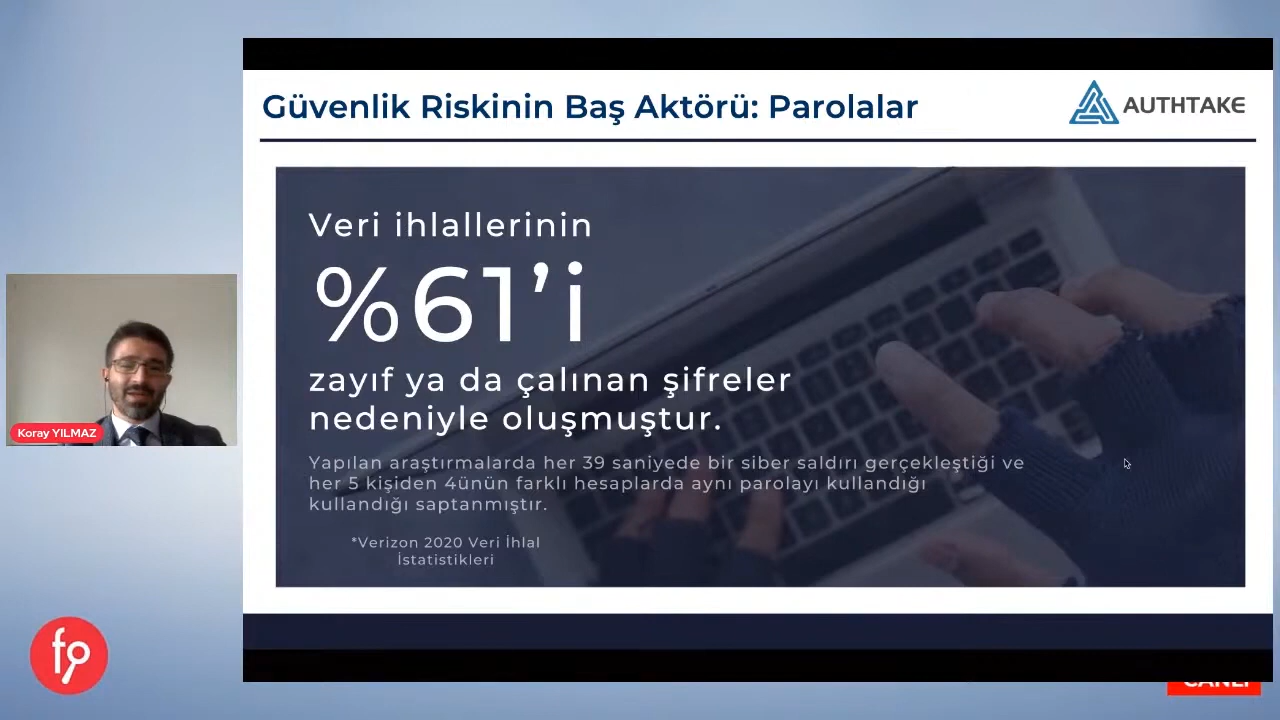 Güvenlik Riskinin Baş Aktörü: Parolalar
AUTHTAKE
Veri ihlallerinin
%61’i
zayıf ya da çalınan şifreler
nedeniyle oluşmuştur.
Yapılan araştırmalarda her 39 saniyede bir siber saldırı gerçekleştiği ve
her 5 kişiden 4ünün farklı hesaplarda aynı parolayı kullandığı
kullandığı saptanmıştır.
*Verizon 2020 Veri İhlal
İstatistikleri
Koray YILMAZ
fp
CANLI